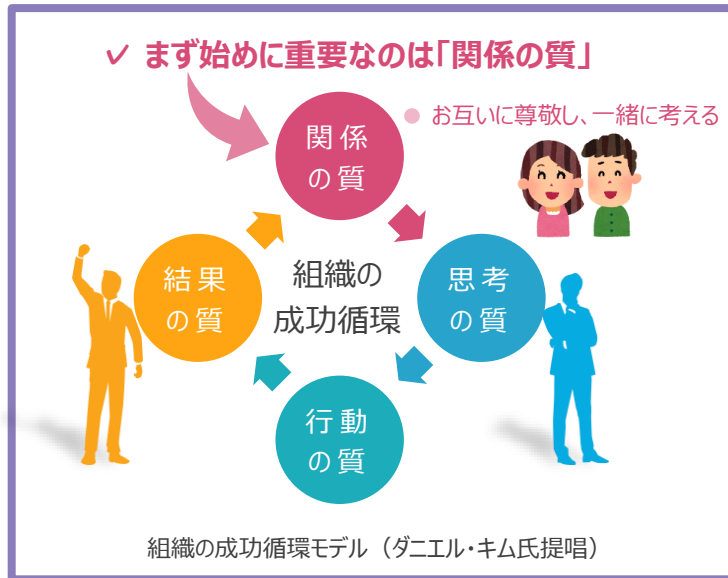 ✓ まず始めに重要なのは「関係の質」
関係
の質
● お互いに尊敬し、一緒に考える
結果
の質
組織の
成功循環
思考
の質
行動
の質
組織の成功循環モデル（ダニエル・キム氏提唱）